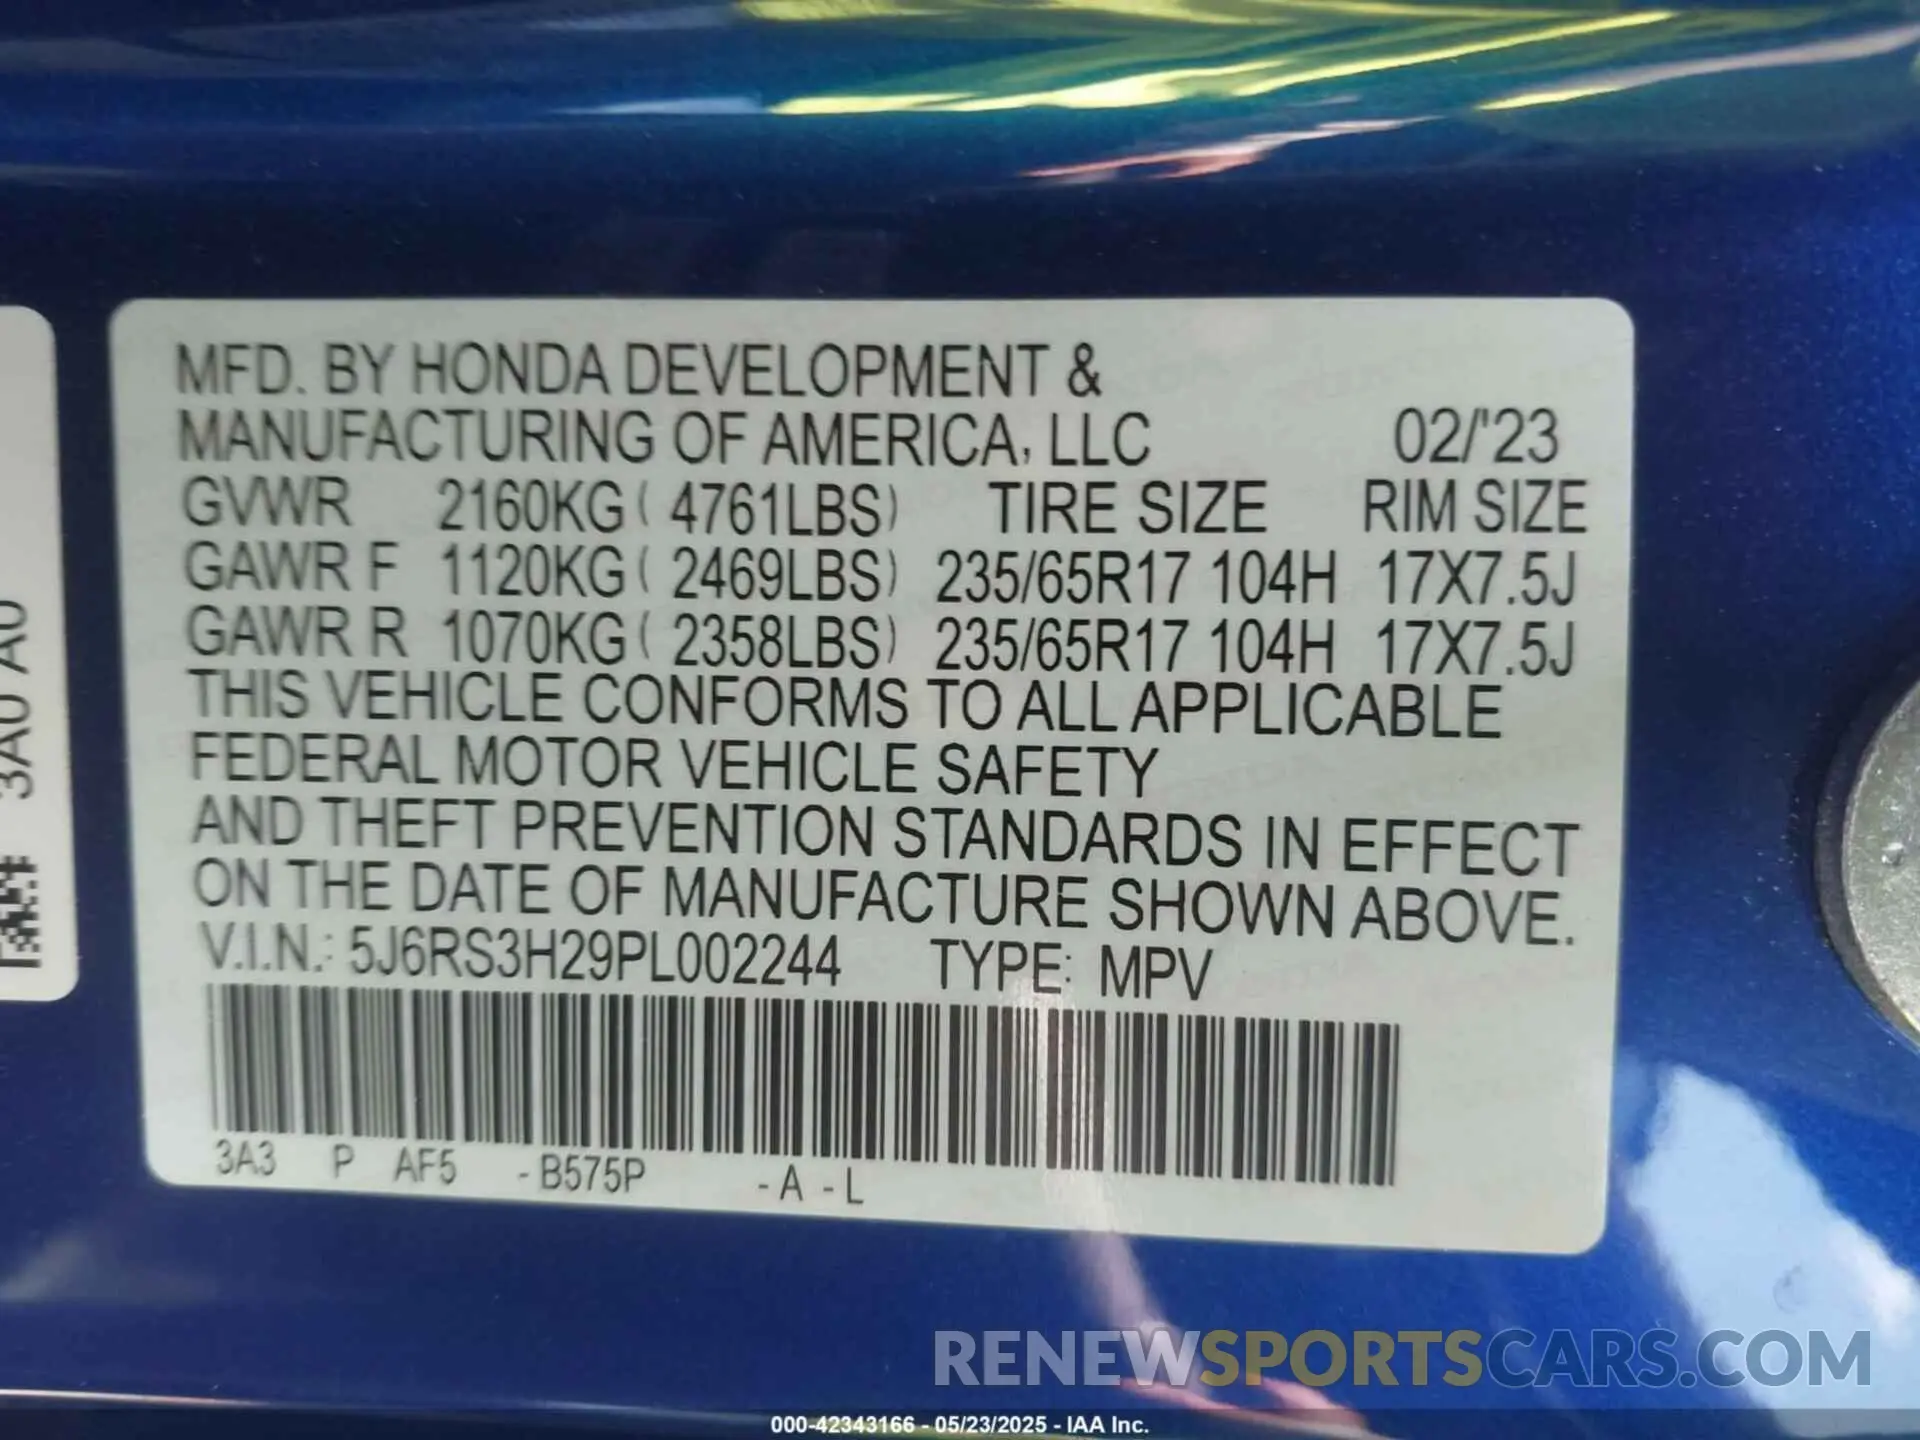 MFD. BY HONDA DEVELOPMENT &
MANUFACTURING OF AMERICA, LLC 02/'23
GVWR 2160KG ( 4761LBS) TIRE SIZE RIM SIZE
GAWR F 1120KG ( 2469LBS) 235/65R17 104H 17X7.5J
GAWR R 1070KG ( 2358LBS) 235/65R17 104H 17X7.5J
THIS VEHICLE CONFORMS TO ALL APPLICABLE
FEDERAL MOTOR VEHICLE SAFETY
AND THEFT PREVENTION STANDARDS IN EFFECT
ON THE DATE OF MANUFACTURE SHOWN ABOVE.
V.I.N.: 5J6RS3H29PL002244 TYPE: MPV
3A3 P AF5 -B575P -A -L
3A0 A0
RENEWSPORTSCARS.COM
000-42343166 - 05/23/2025 - IAA Inc.